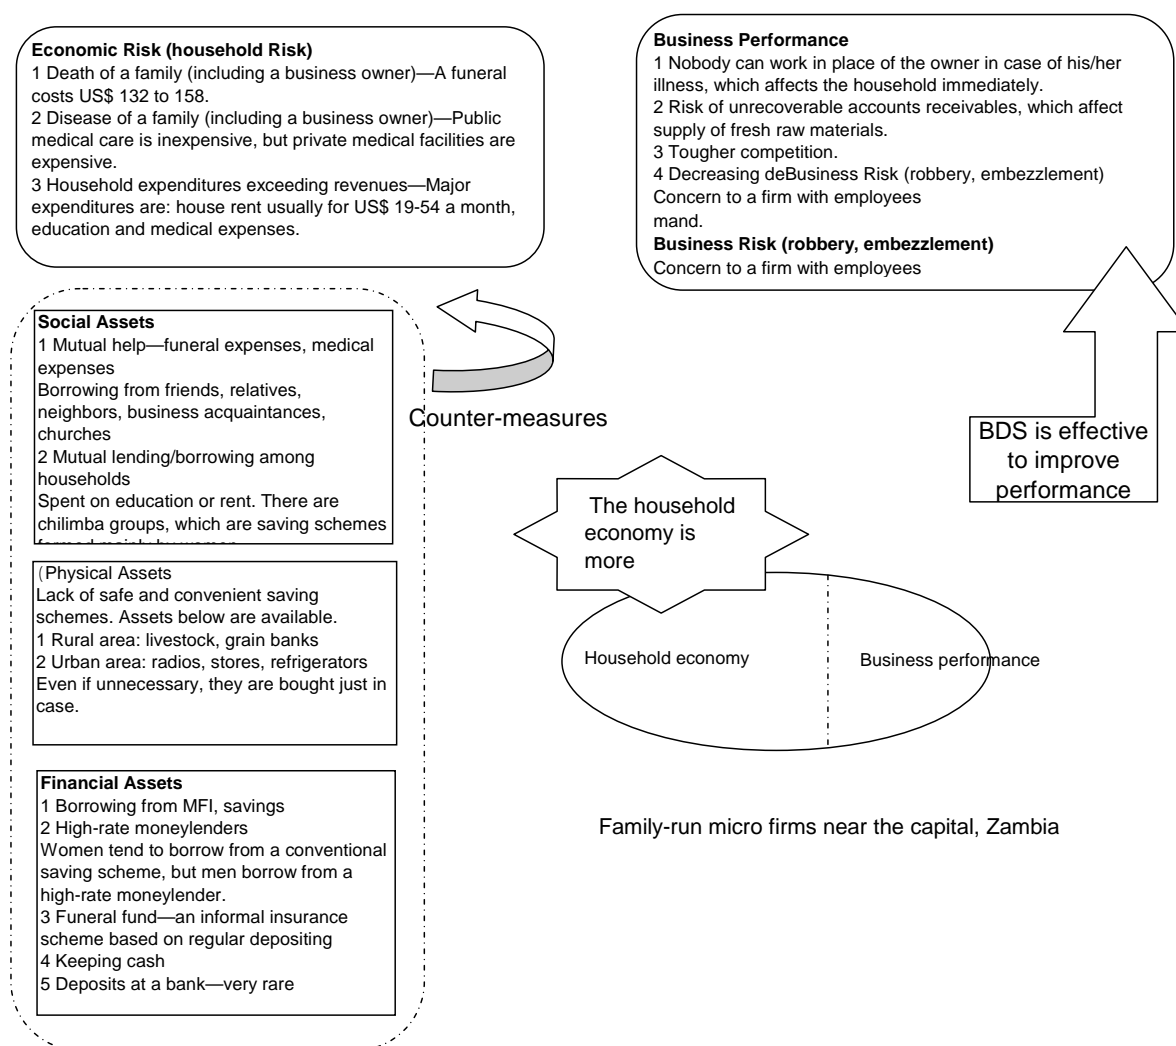 Economic Risk (household Risk)
1 Death of a family (including a business owner)—A funeral
costs US$ 132 to 158.
2 Disease of a family (including a business owner)—Public
medical care is inexpensive, but private medical facilities are
expensive.
3 Household expenditures exceeding revenues—Major
expenditures are: house rent usually for US$ 19-54 a month,
education and medical expenses.
Business Performance
1 Nobody can work in place of the owner in case of his/her
illness, which affects the household immediately.
2 Risk of unrecoverable accounts receivables, which affect
supply of fresh raw materials.
3 Tougher competition.
4 Decreasing deBusiness Risk (robbery, embezzlement)
Concern to a firm with employees
mand.
Business Risk (robbery, embezzlement)
Concern to a firm with employees
Social Assets
1 Mutual help—funeral expenses, medical
expenses
Borrowing from friends, relatives,
neighbors, business acquaintances,
churches
2 Mutual lending/borrowing among
households
Spent on education or rent. There are
chilimba groups, which are saving schemes
formed mainly by women
Counter-measures
BDS is effective
to improve
performance
The household
economy is
more
(Physical Assets
Lack of safe and convenient saving
schemes. Assets below are available.
1 Rural area: livestock, grain banks
2 Urban area: radios, stores, refrigerators
Even if unnecessary, they are bought just in
case.
Household economy
Business performance
Financial Assets
1 Borrowing from MFI, savings
2 High-rate moneylenders
Women tend to borrow from a conventional
saving scheme, but men borrow from a
high-rate moneylender.
3 Funeral fund—an informal insurance
scheme based on regular depositing
4 Keeping cash
5 Deposits at a bank—very rare
Family-run micro firms near the capital, Zambia